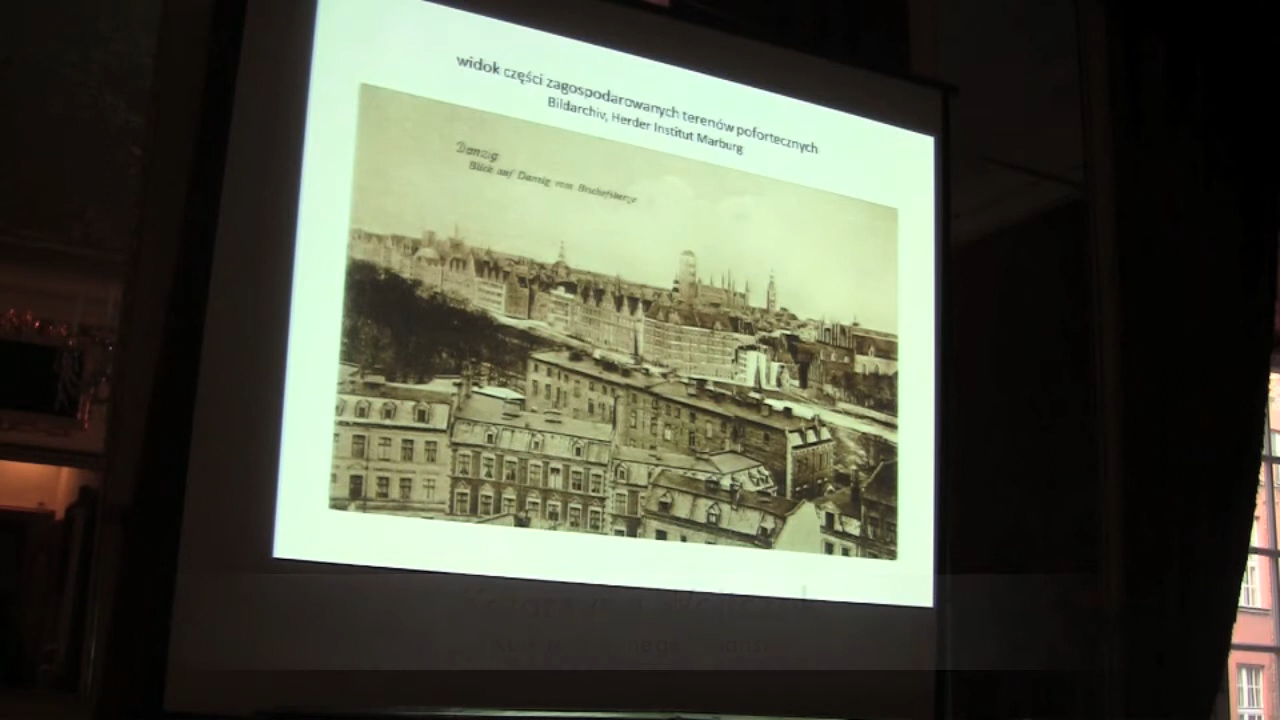 widok części zagospodarowanych terenów pofortecznych
Bildarchiv, Herder Institut Marburg
Danzig
Blick auf Danzig vom Bischofsberge